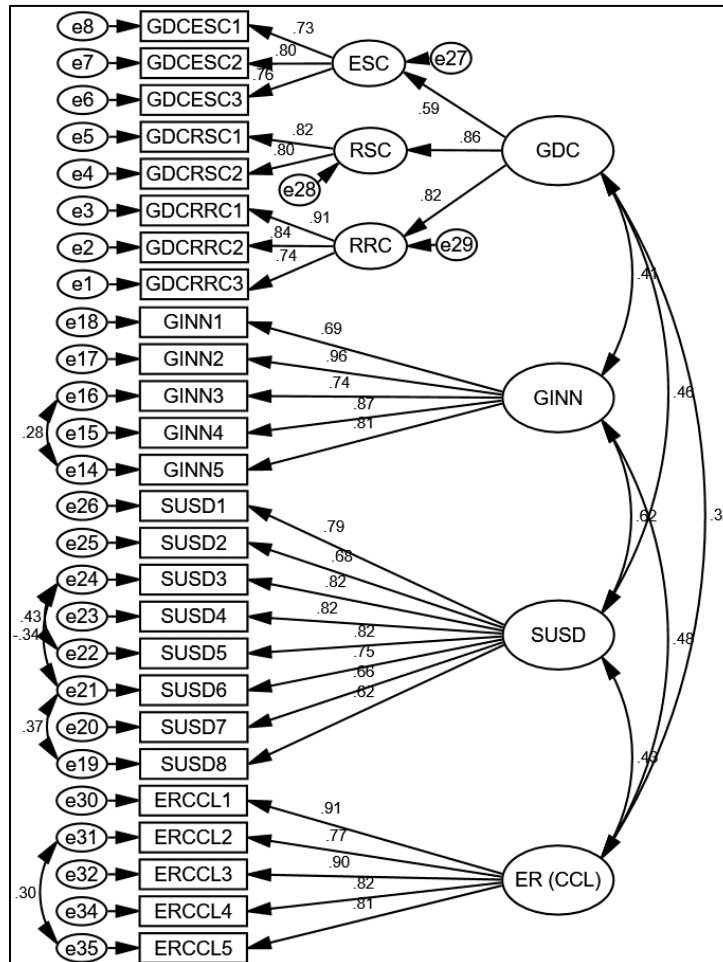 e8 GDCESC1 .73
e7 GDCESC2 .80 ESC e27
e6 GDCESC3 .76 .59
e5 GDCRSC1 .82 RSC .86 GDC
e4 GDCRSC2 .80 e28
e3 GDCRRC1 .91 .82
e2 GDCRRC2 .84 RRC e29
e1 GDCRRC3 .74 .41
e18 GINN1 .69
e17 GINN2 .96
e16 GINN3 .74 GINN .46
.28 e15 GINN4 .87
e14 GINN5 .81
e26 SUSD1 .79 .62
e25 SUSD2 .68
e24 SUSD3 .82
.43 e23 SUSD4 .82 SUSD .48
-.34 e22 SUSD5 .82
e21 SUSD6 .75
.37 e20 SUSD7 .66
e19 SUSD8 .62 .43
e30 ERCCL1 .91
e31 ERCCL2 .77
e32 ERCCL3 .90 ER (CCL)
.30 e34 ERCCL4 .82
e35 ERCCL5 .81